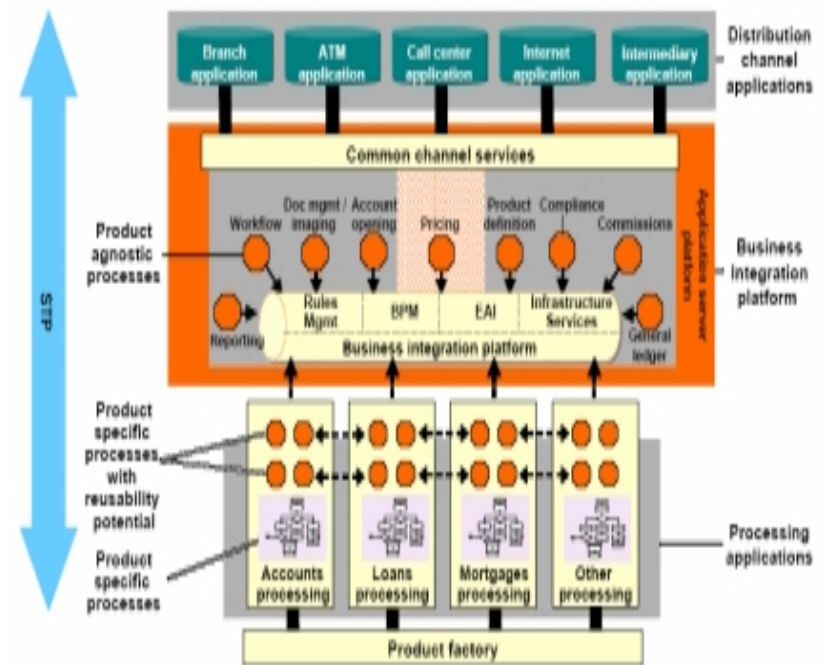 Branch
application
ATM
application
Call center
application
Internet
application
Intermediary
application
Distribution
channel
applications
Common channel services
Workflow
Doc mgmt /
imaging
Account
opening
Pricing
Product
definition
Compliance
Commissions
Application server
platform
Product
agnostic
processes
Business
integration
platform
STP
Reporting
Rules
Mgmt
BPM
EAI
Infrastructure
Services
General
ledger
Business integration platform
Product
specific
processes
with
reusability
potential
Product
specific
processes
Processing
applications
Accounts
processing
Loans
processing
Mortgages
processing
Other
processing
Product factory